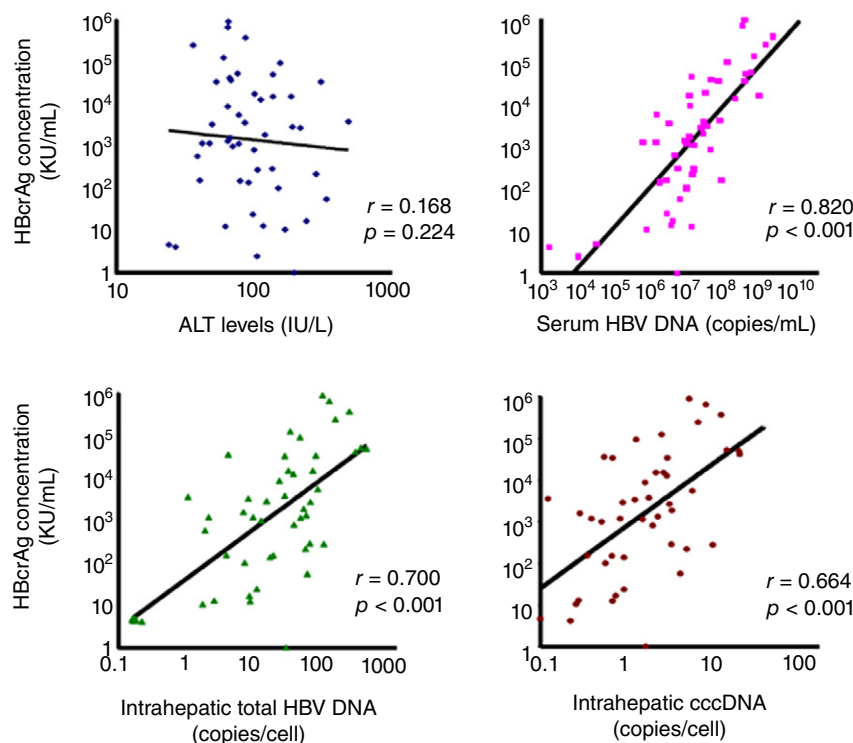 HBcrAg concentration
(KU/mL)
10⁶
10⁵
10⁴
10³
10²
10
1
r = 0.168
p = 0.224
10
100
1000
ALT levels (IU/L)
10⁶
10⁵
10⁴
10³
10²
10
1
r = 0.820
p < 0.001
10³ 10⁴ 10⁵ 10⁶ 10⁷ 10⁸ 10⁹ 10¹⁰
Serum HBV DNA (copies/mL)
HBcrAg concentration
(KU/mL)
10⁶
10⁵
10⁴
10³
10²
10
1
r = 0.700
p < 0.001
0.1 1 10 100 1000
Intrahepatic total HBV DNA
(copies/cell)
10⁶
10⁵
10⁴
10³
10²
10
1
r = 0.664
p < 0.001
0.1 1 10 100
Intrahepatic cccDNA
(copies/cell)